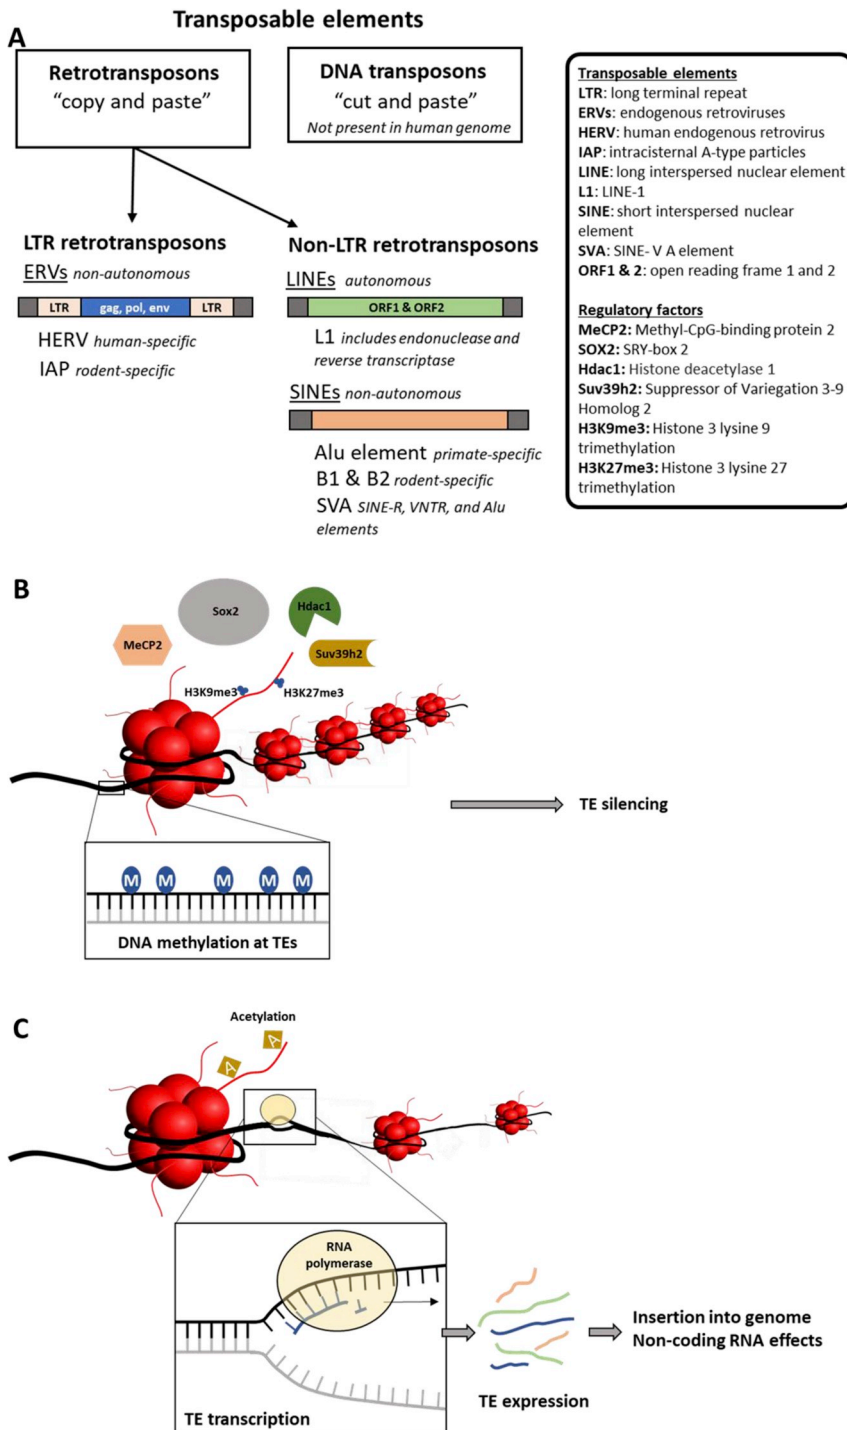 Transposable elements
A
Retrotransposons
"copy and paste"
DNA transposons
"cut and paste"
Not present in human genome
LTR retrotransposons
ERVs non-autonomous
LTR
gag, pol, env
LTR
HERV human-specific
IAP rodent-specific
Non-LTR retrotransposons
LINEs autonomous
ORF1 & ORF2
L1 includes endonuclease and
reverse transcriptase
SINEs non-autonomous
Alu element primate-specific
B1 & B2 rodent-specific
SVA SINE-R, VNTR, and Alu
elements
Transposable elements
LTR: long terminal repeat
ERVs: endogenous retroviruses
HERV: human endogenous retrovirus
IAP: intracisternal A-type particles
LINE: long interspersed nuclear element
L1: LINE-1
SINE: short interspersed nuclear
element
SVA: SINE- V A element
ORF1 & 2: open reading frame 1 and 2
Regulatory factors
MeCP2: Methyl-CpG-binding protein 2
SOX2: SRY-box 2
Hdac1: Histone deacetylase 1
Suv39h2: Suppressor of Variegation 3-9
Homolog 2
H3K9me3: Histone 3 lysine 9
trimethylation
H3K27me3: Histone 3 lysine 27
trimethylation
B
MeCP2
Sox2
Hdac1
Suv39h2
H3K9me3
H3K27me3
TE silencing
M
M
M
M
M
DNA methylation at TEs
C
Acetylation
A
A
RNA
polymerase
TE transcription
TE expression
Insertion into genome
Non-coding RNA effects